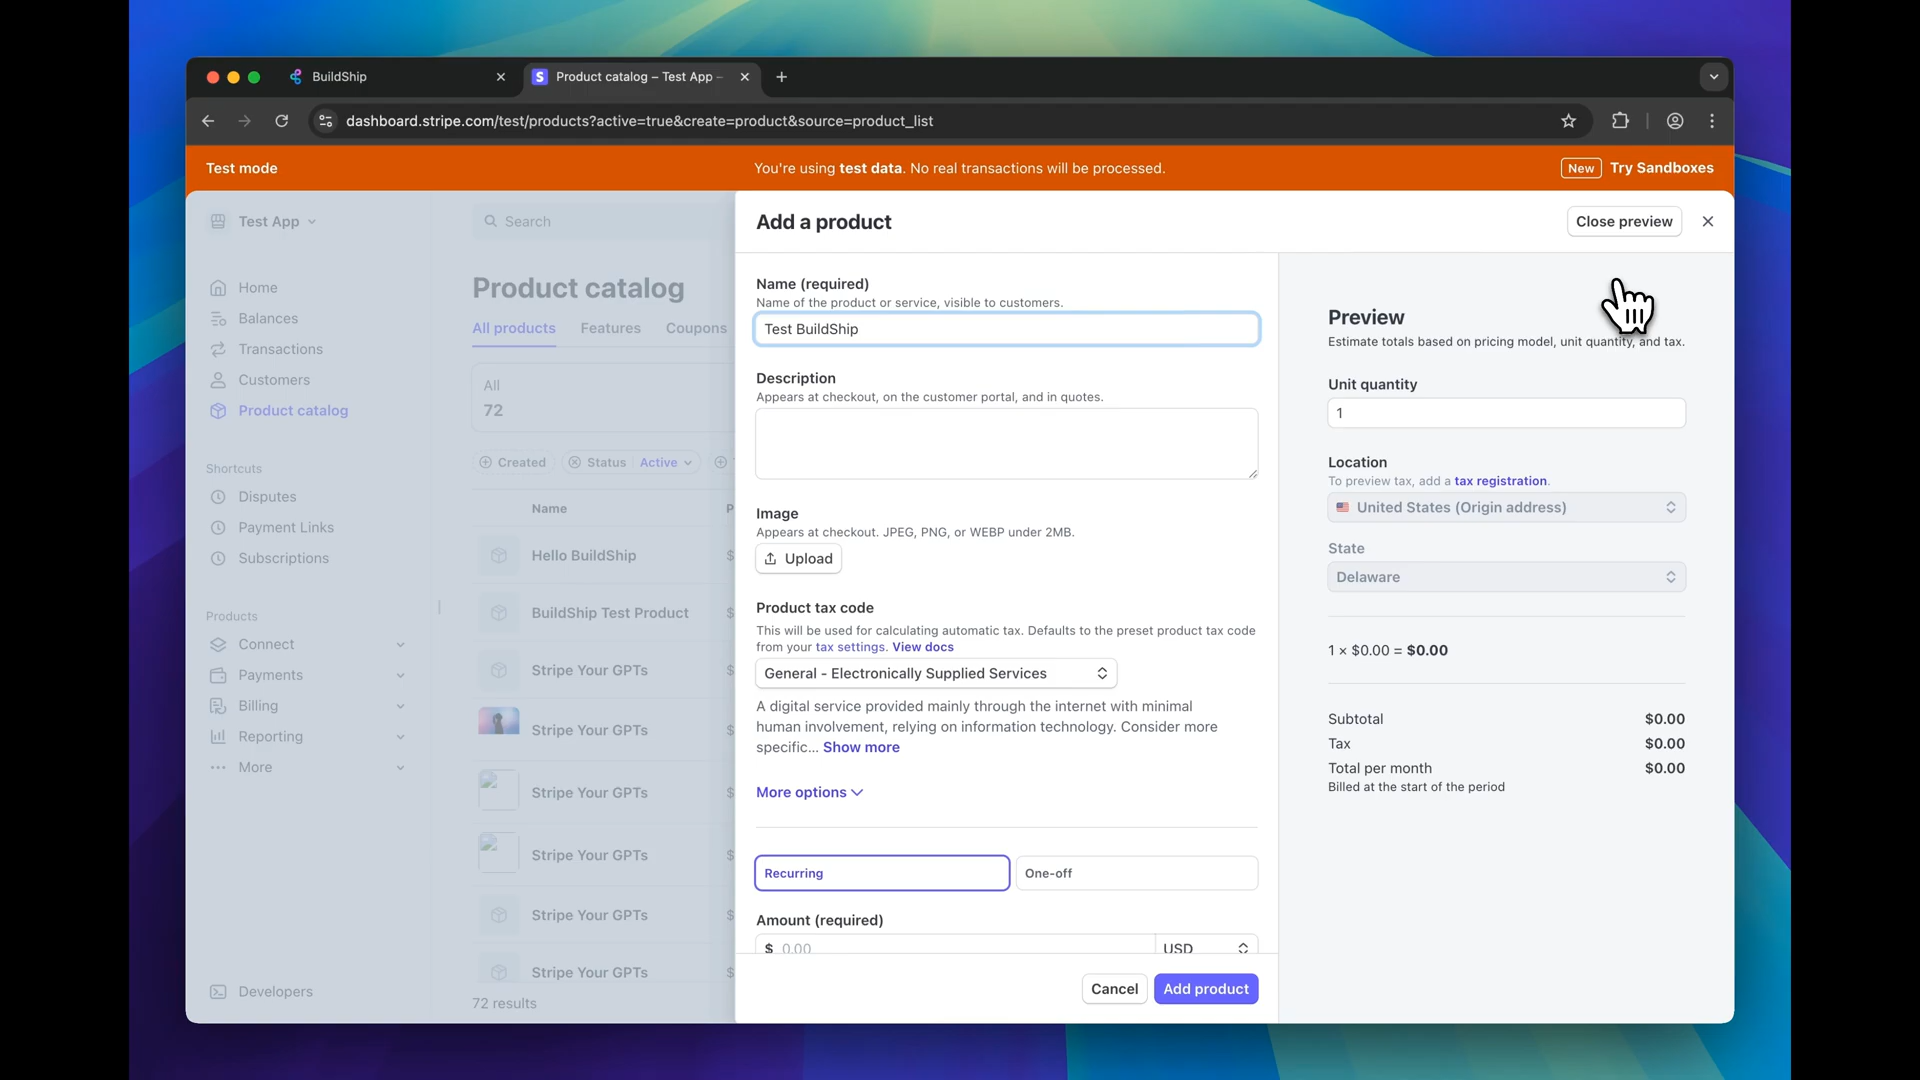 BuildShip
S
Product catalog – Test App –
dashboard.stripe.com/test/products?active=true&create=product&source=product_list
Test mode
You're using test data. No real transactions will be processed.
New
Try Sandboxes
Test App
Search
Home
Balances
Transactions
Customers
Product catalog
Shortcuts
Disputes
Payment Links
Subscriptions
Products
Connect
Payments
Billing
Reporting
More
Developers
Product catalog
All products
Features
Coupons
All
72
Created
Status
Active
Name
P
Hello BuildShip
$
BuildShip Test Product
$
Stripe Your GPTs
$
Stripe Your GPTs
$
Stripe Your GPTs
$
Stripe Your GPTs
$
Stripe Your GPTs
$
Stripe Your GPTs
$
72 results
Add a product
Close preview
Name (required)
Name of the product or service, visible to customers.
Test BuildShip
Description
Appears at checkout, on the customer portal, and in quotes.
Image
Appears at checkout. JPEG, PNG, or WEBP under 2MB.
Upload
Product tax code
This will be used for calculating automatic tax. Defaults to the preset product tax code
from your tax settings. View docs
General - Electronically Supplied Services
A digital service provided mainly through the internet with minimal
human involvement, relying on information technology. Consider more
specific... Show more
More options
Recurring
One-off
Amount (required)
$ 0.00
USD
Cancel
Add product
Preview
Estimate totals based on pricing model, unit quantity, and tax.
Unit quantity
1
Location
To preview tax, add a tax registration.
United States (Origin address)
State
Delaware
1 × $0.00 = $0.00
Subtotal $0.00
Tax $0.00
Total per month $0.00
Billed at the start of the period